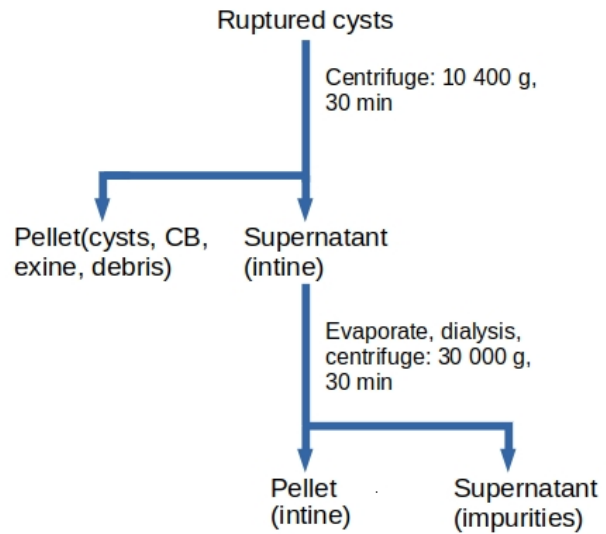 Ruptured cysts
Centrifuge: 10 400 g,
30 min
Pellet(cysts, CB,
exine, debris)
Supernatant
(intine)
Evaporate, dialysis,
centrifuge: 30 000 g,
30 min
Pellet
(intine)
Supernatant
(impurities)